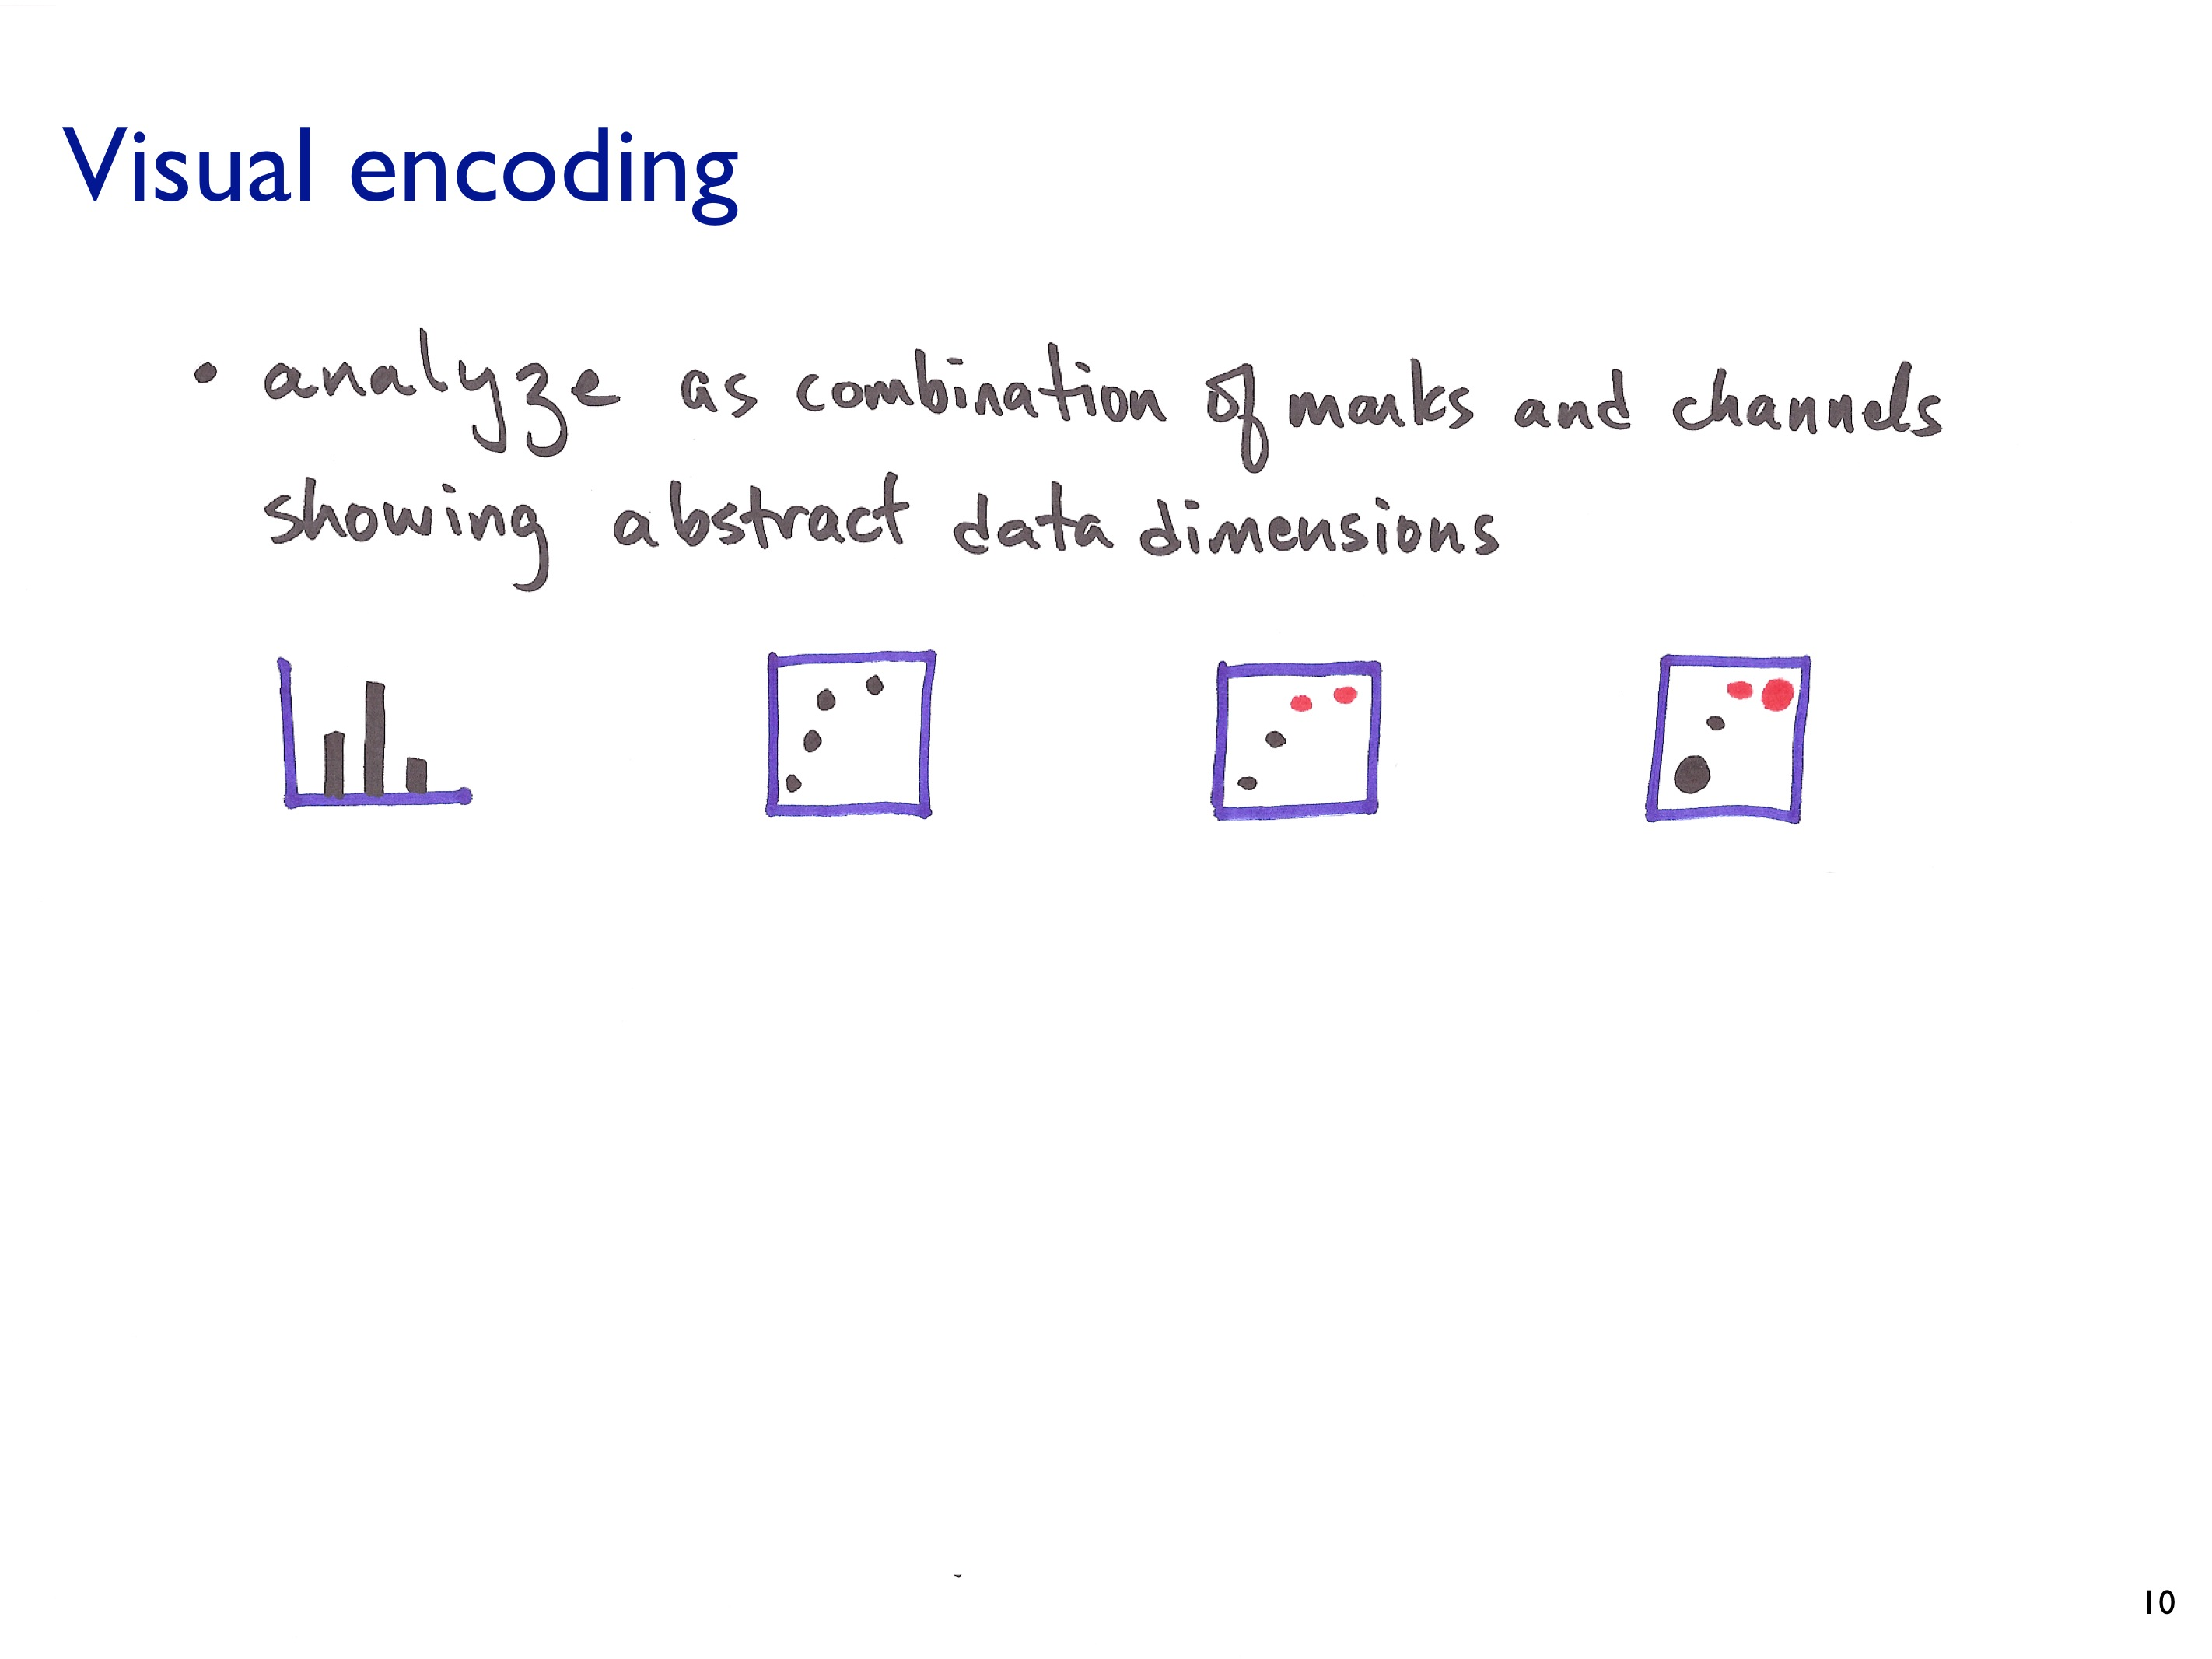 Visual encoding
• analyze as combination of marks and channels
showing abstract data dimensions
10